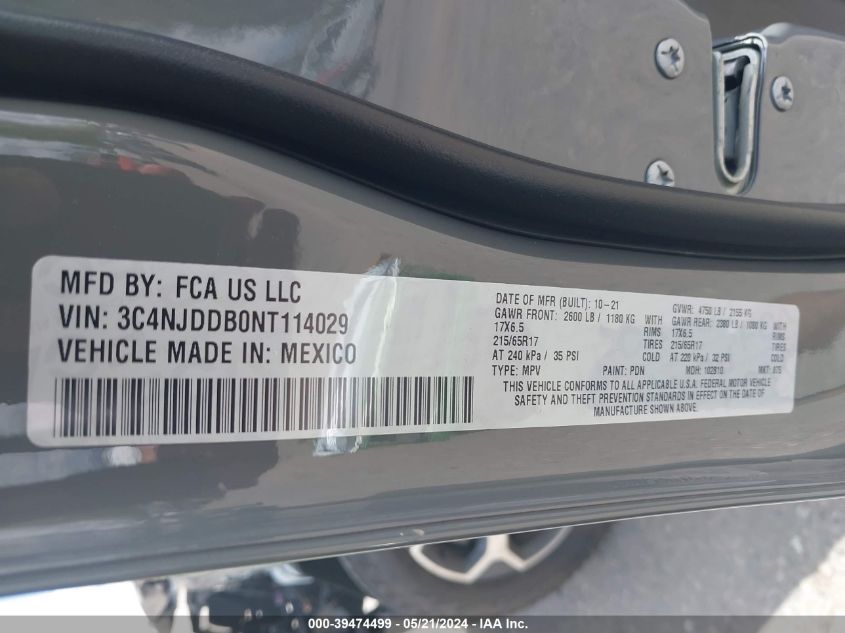 MFD BY: FCA US LLC
VIN: 3C4NJDDB0NT114029
VEHICLE MADE IN: MEXICO
DATE OF MFR (BUILT): 10-21 GVWR: 4750 LB / 2155 KG
GAWR FRONT: 2600 LB / 1180 KG GAWR REAR: 2380 LB / 1080 KG
17X6.5 RIMS 17X6.5
215/65R17 TIRES 215/65R17 TIRES
AT 240 kPa / 35 PSI COLD AT 220 kPa / 32 PSI COLD
TYPE: MPV PAINT: PDN MDH: 102810 MKT: 875
THIS VEHICLE CONFORMS TO ALL APPLICABLE U.S.A. FEDERAL MOTOR VEHICLE
SAFETY AND THEFT PREVENTION STANDARDS IN EFFECT ON THE DATE OF
MANUFACTURE SHOWN ABOVE.
000-39474499 - 05/21/2024 - IAA Inc.